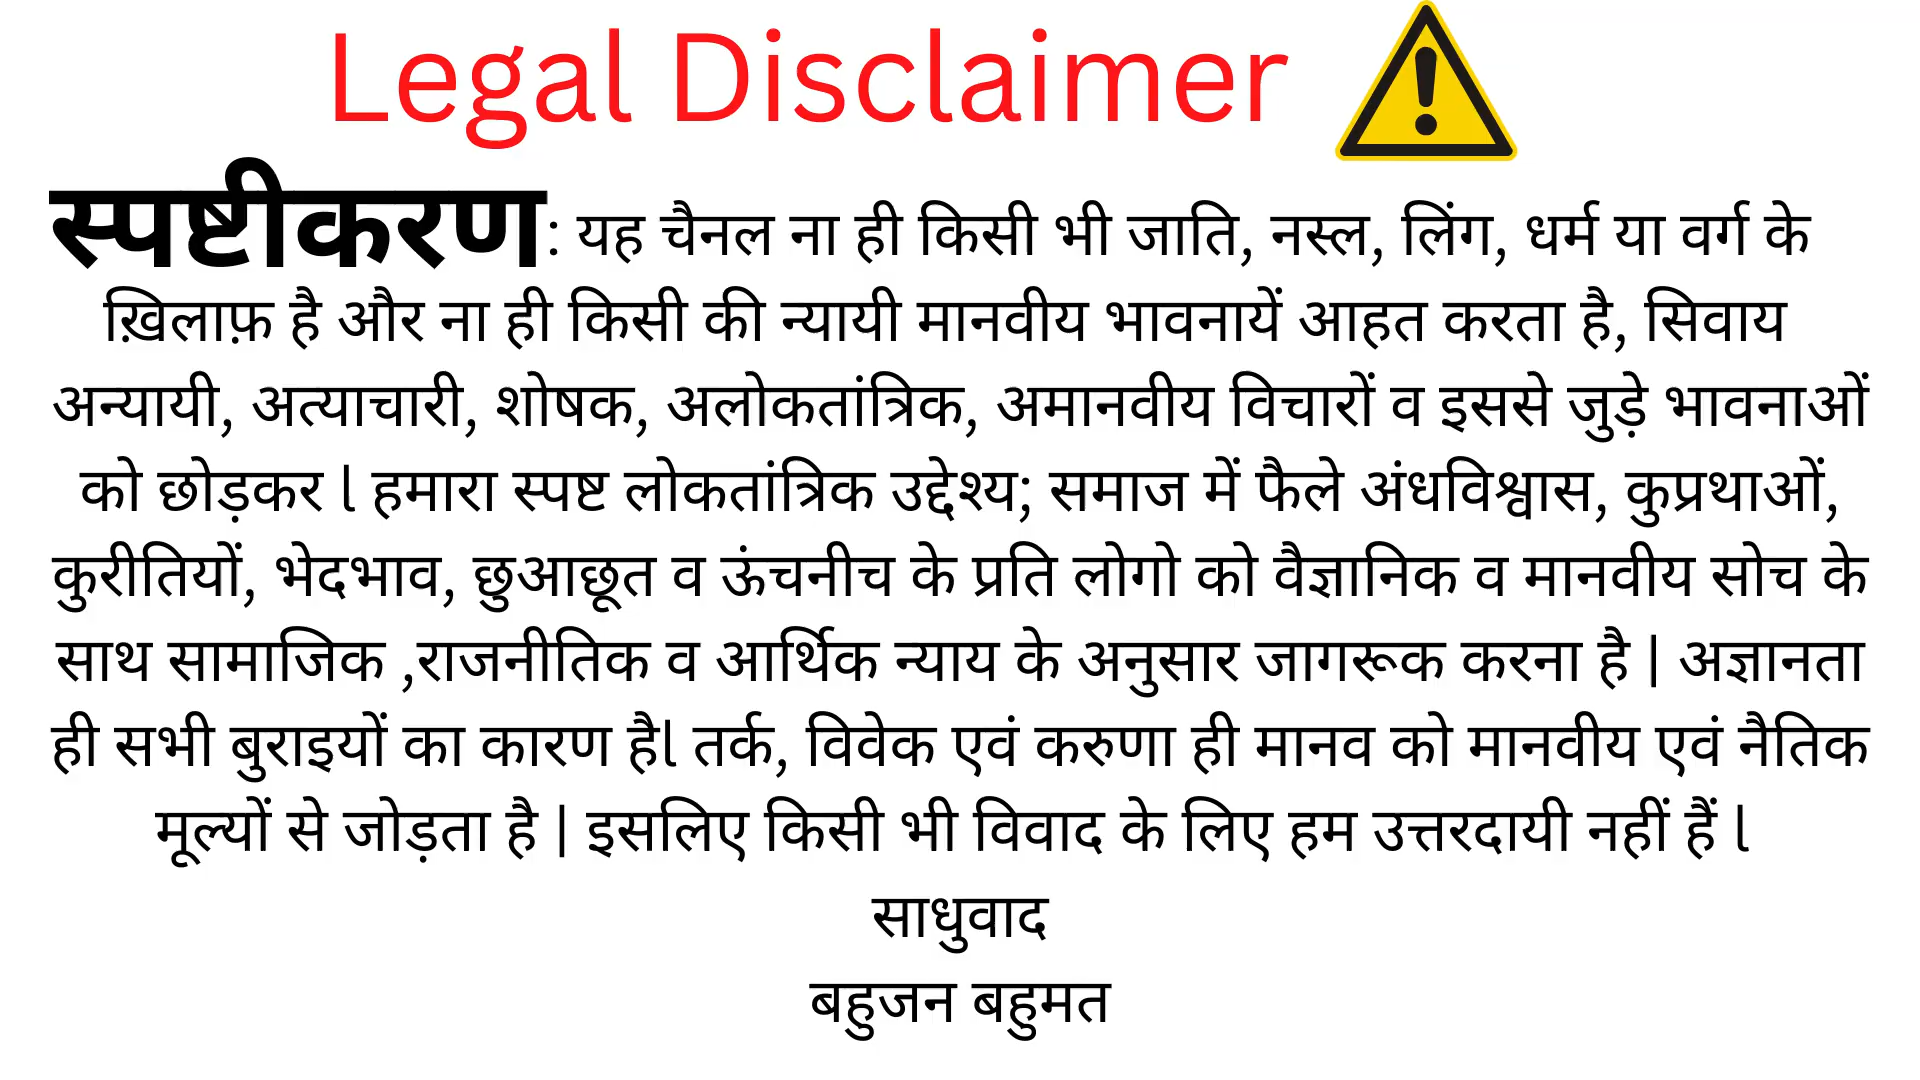 Legal Disclaimer
स्पष्टीकरण: यह चैनल ना ही किसी भी जाति, नस्ल, लिंग, धर्म या वर्ग के
ख़िलाफ़ है और ना ही किसी की न्यायी मानवीय भावनायें आहत करता है, सिवाय
अन्यायी, अत्याचारी, शोषक, अलोकतांत्रिक, अमानवीय विचारों व इससे जुड़े भावनाओं
को छोड़कर l हमारा स्पष्ट लोकतांत्रिक उद्देश्य; समाज में फैले अंधविश्वास, कुप्रथाओं,
कुरीतियों, भेदभाव, छुआछूत व ऊंचनीच के प्रति लोगो को वैज्ञानिक व मानवीय सोच के
साथ सामाजिक ,राजनीतिक व आर्थिक न्याय के अनुसार जागरूक करना है | अज्ञानता
ही सभी बुराइयों का कारण हैl तर्क, विवेक एवं करुणा ही मानव को मानवीय एवं नैतिक
मूल्यों से जोड़ता है | इसलिए किसी भी विवाद के लिए हम उत्तरदायी नहीं हैं l
साधुवाद
बहुजन बहुमत